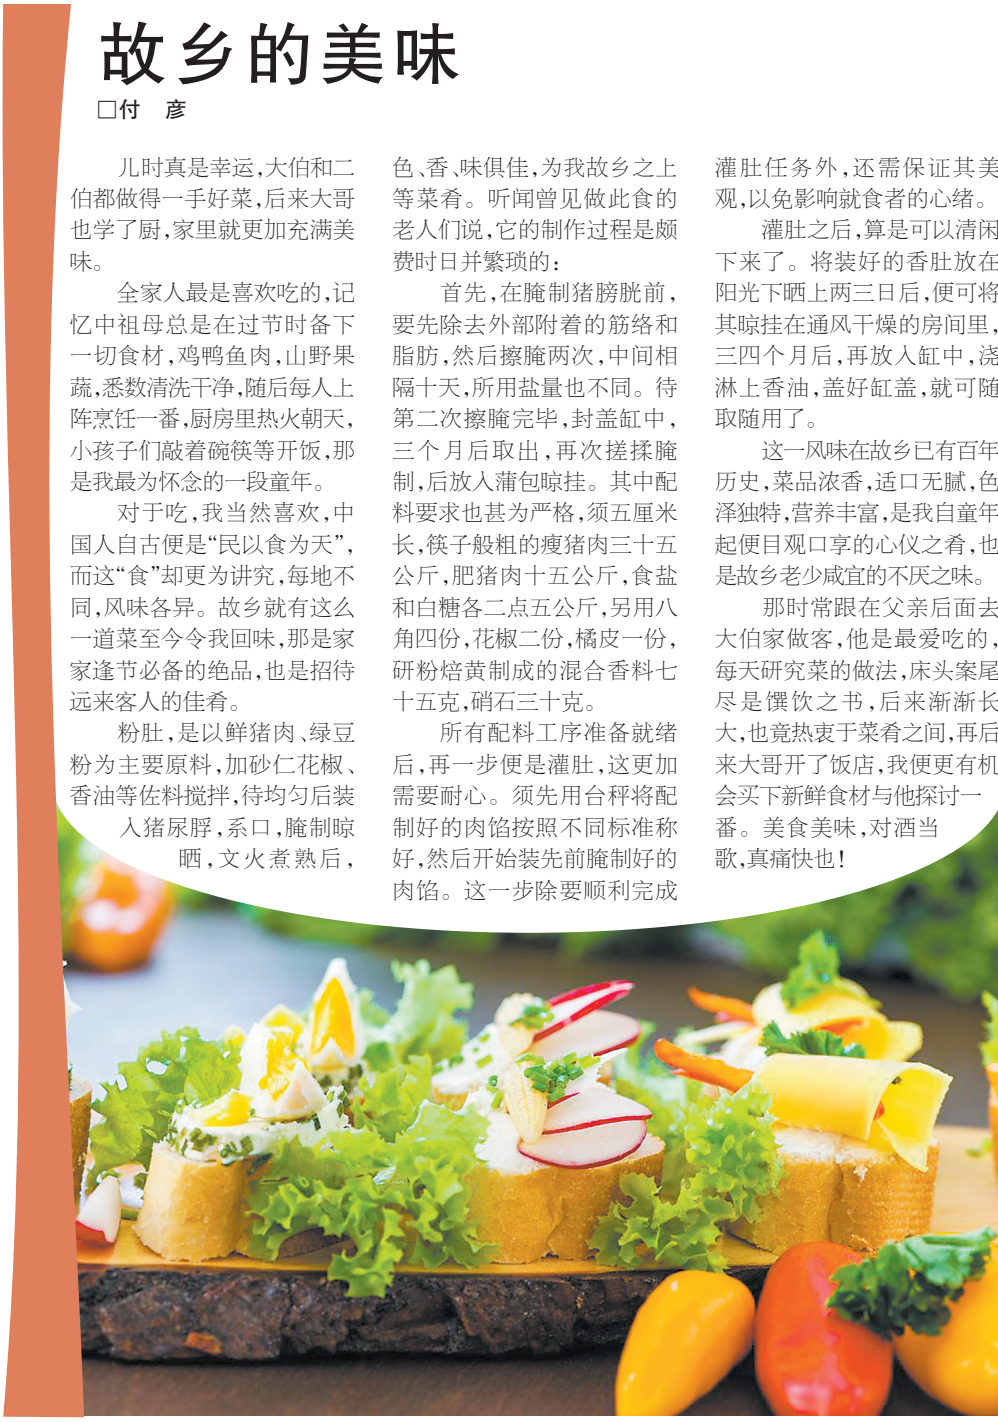 故乡的美味
□付 彦
儿时真是幸运,大伯和二
伯都做得一手好菜,后来大哥
也学了厨,家里就更加充满美
味。
全家人最是喜欢吃的,记
忆中祖母总是在过节时备下
一切食材,鸡鸭鱼肉,山野果
蔬,悉数清洗干净,随后每人上
阵烹饪一番,厨房里热火朝天,
小孩子们敲着碗筷等开饭,那
是我最为怀念的一段童年。
对于吃,我当然喜欢,中
国人自古便是“民以食为天”,
而这“食”却更为讲究,每地不
同,风味各异。故乡就有这么
一道菜至今令我回味,那是家
家逢节必备的绝品,也是招待
远来客人的佳肴。
粉肚,是以鲜猪肉、绿豆
粉为主要原料,加砂仁花椒、
香油等佐料搅拌,待均匀后装
入猪尿脬,系口,腌制晾
晒,文火煮熟后,
色、香、味俱佳,为我故乡之上
等菜肴。听闻曾见做此食的
老人们说,它的制作过程是颇
费时日并繁琐的:
首先,在腌制猪膀胱前,
要先除去外部附着的筋络和
脂肪,然后擦腌两次,中间相
隔十天,所用盐量也不同。待
第二次擦腌完毕,封盖缸中,
三个月后取出,再次搓揉腌
制,后放入蒲包晾挂。其中配
料要求也甚为严格,须五厘米
长,筷子般粗的瘦猪肉三十五
公斤,肥猪肉十五公斤,食盐
和白糖各二点五公斤,另用八
角四份,花椒二份,橘皮一份,
研粉焙黄制成的混合香料七
十五克,硝石三十克。
所有配料工序准备就绪
后,再一步便是灌肚,这更加
需要耐心。须先用台秤将配
制好的肉馅按照不同标准称
好,然后开始装先前腌制好的
肉馅。这一步除要顺利完成
灌肚任务外,还需保证其美
观,以免影响就食者的心绪。
灌肚之后,算是可以清闲
下来了。将装好的香肚放在
阳光下晒上两三日后,便可将
其晾挂在通风干燥的房间里,
三四个月后,再放入缸中,浇
淋上香油,盖好缸盖,就可随
取随用了。
这一风味在故乡已有百年
历史,菜品浓香,适口无腻,色
泽独特,营养丰富,是我自童年
起便目观口享的心仪之肴,也
是故乡老少咸宜的不厌之味。
那时常跟在父亲后面去
大伯家做客,他是最爱吃的,
每天研究菜的做法,床头案尾
尽是馔饮之书,后来渐渐长
大,也竟热衷于菜肴之间,再后
来大哥开了饭店,我便更有机
会买下新鲜食材与他探讨一
番。美食美味,对酒当
歌,真痛快也!